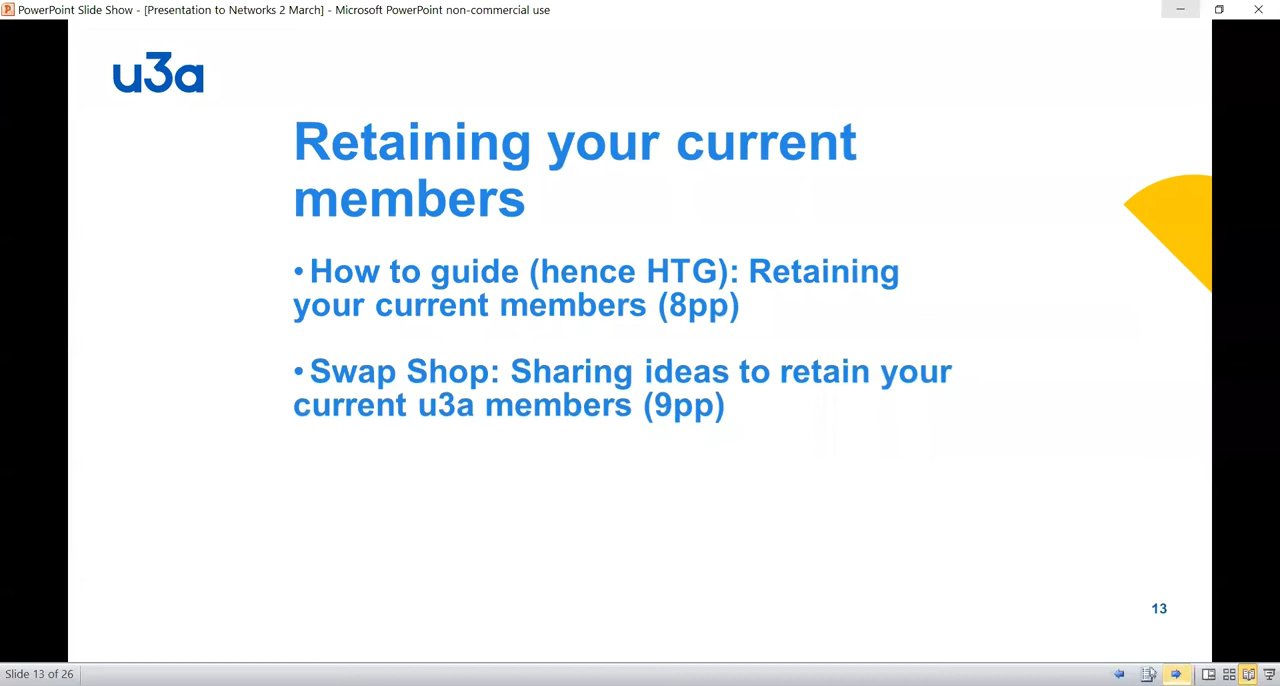 PowerPoint Slide Show - [Presentation to Networks 2 March] - Microsoft PowerPoint non-commercial use
u3a
Retaining your current
members
• How to guide (hence HTG): Retaining
your current members (8pp)
• Swap Shop: Sharing ideas to retain your
current u3a members (9pp)
13
Slide 13 of 26